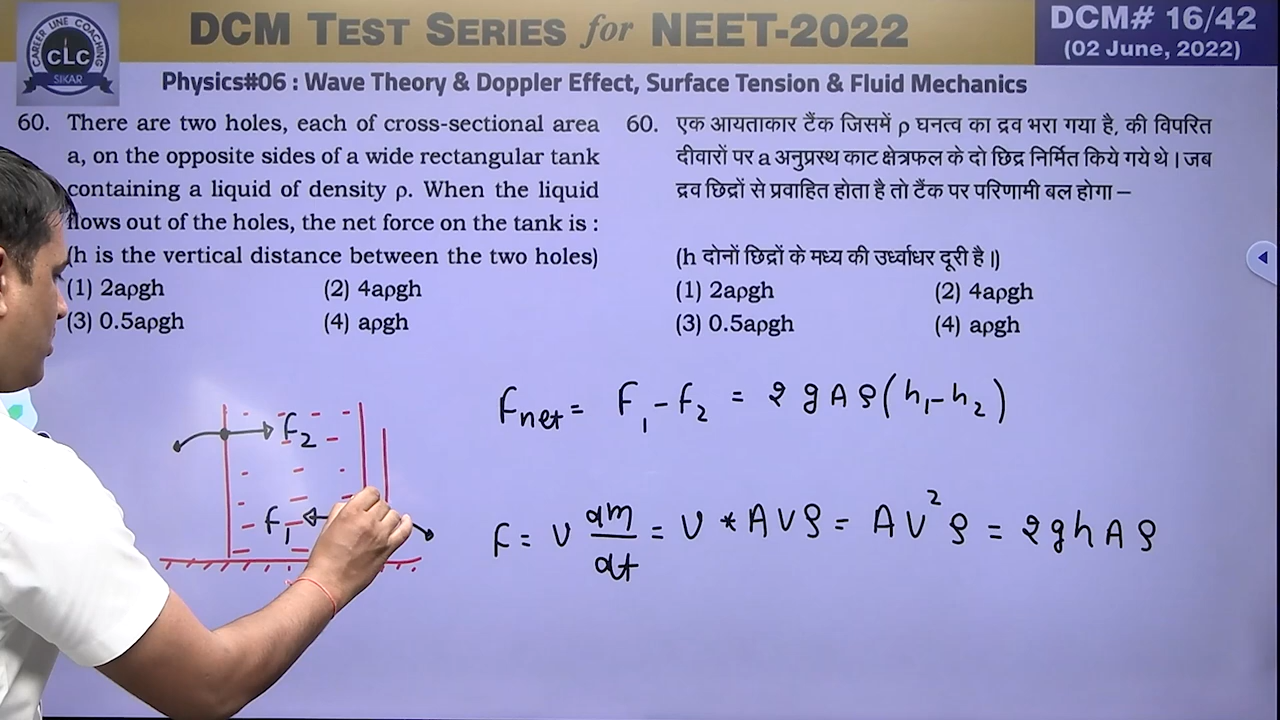 DCM TEST SERIES for NEET-2022
DCM# 16/42
(02 June, 2022)
CAREER LINE COACHING
CLC
SIKAR
Physics#06 : Wave Theory & Doppler Effect, Surface Tension & Fluid Mechanics
60. There are two holes, each of cross-sectional area
a, on the opposite sides of a wide rectangular tank
containing a liquid of density ρ. When the liquid
flows out of the holes, the net force on the tank is :
(h is the vertical distance between the two holes)
(1) 2aρgh (2) 4aρgh
(3) 0.5aρgh (4) aρgh
60. एक आयताकार टैंक जिसमें ρ घनत्व का द्रव भरा गया है, की विपरित
दीवारों पर a अनुप्रस्थ काट क्षेत्रफल के दो छिद्र निर्मित किये गये थे। जब
द्रव छिद्रों से प्रवाहित होता है तो टैंक पर परिणामी बल होगा –
(h दोनों छिद्रों के मध्य की उर्ध्वाधर दूरी है।)
(1) 2aρgh (2) 4aρgh
(3) 0.5aρgh (4) aρgh
f₂
f₁
Fnet = F₁ - f₂ = 2 g A ρ (h₁ - h₂)
F = v dm/dt = v * A v ρ = A v² ρ = 2 g h A ρ